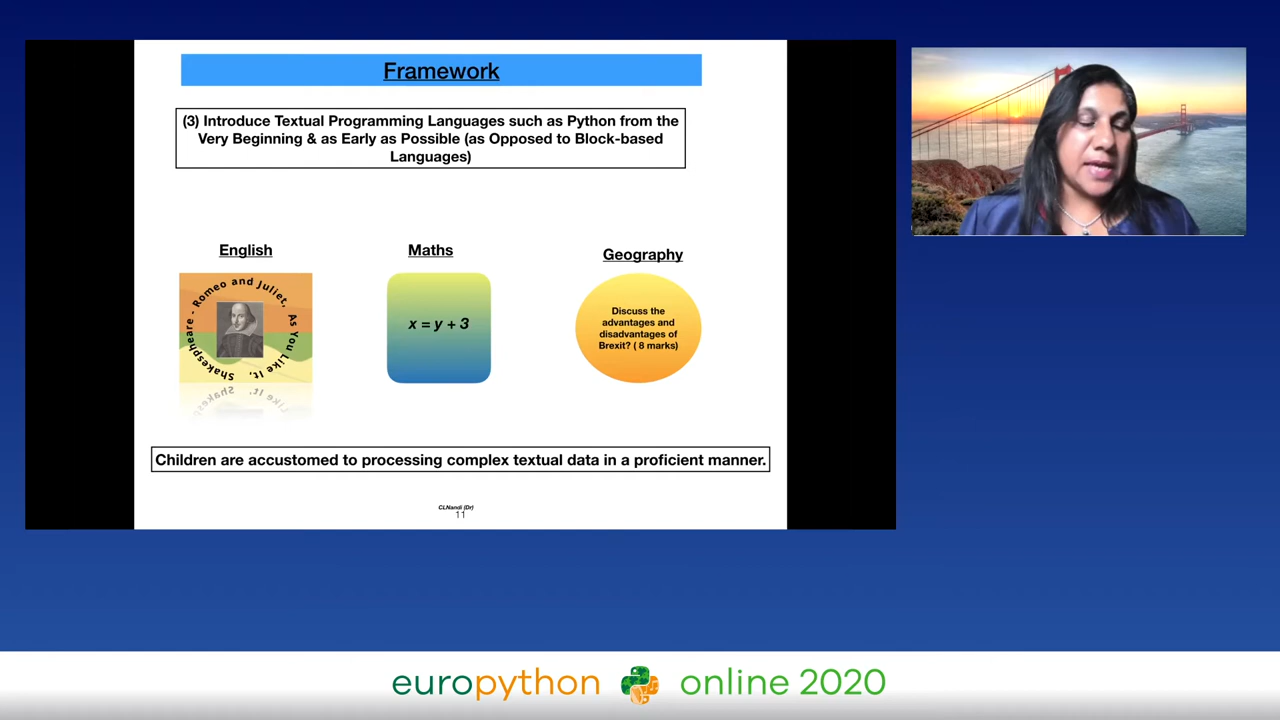 Framework
(3) Introduce Textual Programming Languages such as Python from the
Very Beginning & as Early as Possible (as Opposed to Block-based
Languages)
English
Maths
Geography
Shakespheare - Romeo and Juliet, As You Like It,
x = y + 3
Discuss the
advantages and
disadvantages of
Brexit? ( 8 marks)
Children are accustomed to processing complex textual data in a proficient manner.
CLNandi (Dr)
11
europython online 2020